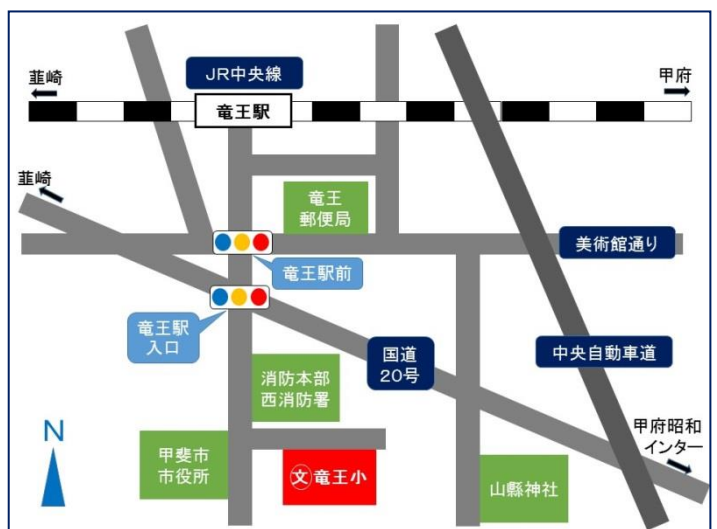 JR中央線
韮崎
甲府
竜王駅
韮崎
竜王
郵便局
美術館通り
竜王駅前
竜王駅
入口
国道
20号
中央自動車道
消防本部
西消防署
甲府昭和
インター
N
甲斐市
市役所
文竜王小
山縣神社